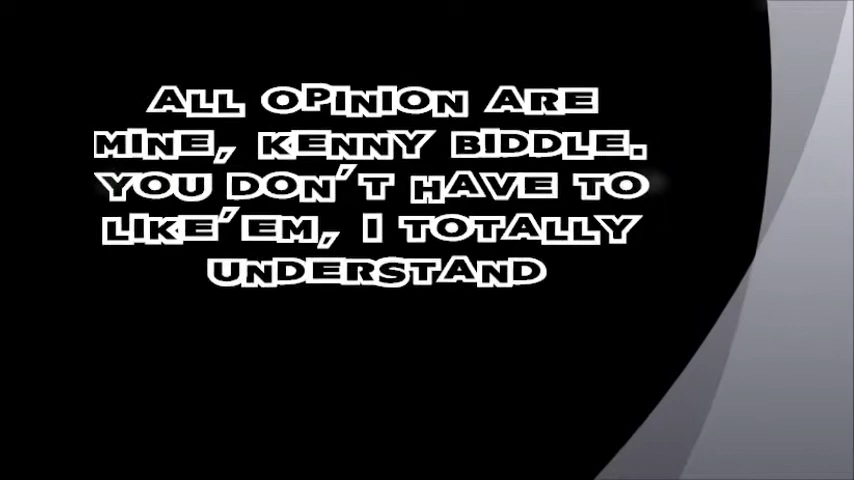 ALL OPINION ARE
MINE, KENNY BIDDLE.
YOU DON'T HAVE TO
LIKE'EM, I TOTALLY
UNDERSTAND